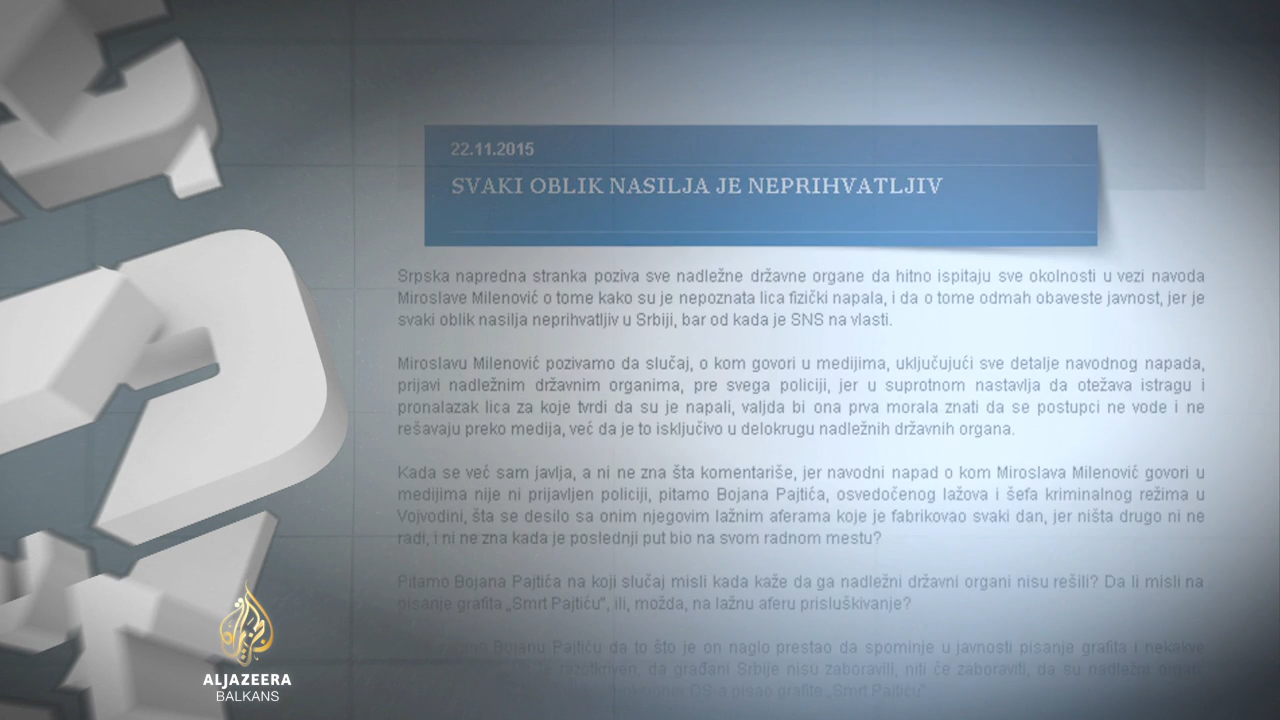 22.11.2015
SVAKI OBLIK NASILJA JE NEPRIHVATLJIV
Srpska napredna stranka poziva sve nadležne državne organe da hitno ispitaju sve okolnosti u vezi navoda
Miroslave Milenović o tome kako su je nepoznata lica fizički napala, i da o tome odmah obaveste javnost, jer je
svaki oblik nasilja neprihvatljiv u Srbiji, bar od kada je SNS na vlasti.
Miroslavu Milenović pozivamo da slučaj, o kom govori u medijima, uključujući sve detalje navodnog napada,
prijavi nadležnim državnim organima, pre svega policiji, jer u suprotnom nastavlja da otežava istragu i
pronalazak lica za koje tvrdi da su je napali, valjda bi ona prva morala znati da se postupci ne vode i ne
rešavaju preko medija, već da je to isključivo u delokrugu nadležnih državnih organa.
Kada se već sam javlja, a ni ne zna šta komentariše, jer navodni napad o kom Miroslava Milenović govori u
medijima nije ni prijavljen policiji, pitamo Bojana Pajtića, osvedočenog lažova i šefa kriminalnog režima u
Vojvodini, šta se desilo sa onim njegovim lažnim aferama koje je fabrikovao svaki dan, jer ništa drugo ni ne
radi, i ni ne zna kada je poslednji put bio na svom radnom mestu?
Pitamo Bojana Pajtića na koji slučaj misli kada kaže da ga nadležni državni organi nisu rešili? Da li misli na
pisanje grafita „Smrt Pajtiću", ili, možda, na lažnu aferu prisluškivanje?
Bojanu Pajtiću da to što je on naglo prestao da spominje u javnosti pisanje grafita i nekakve
da građani Srbije nisu zaboravili, niti će zaboraviti, da su nadležni
DS-a pisao grafite „Smrt Pajtiću"
ALJAZEERA
BALKANS